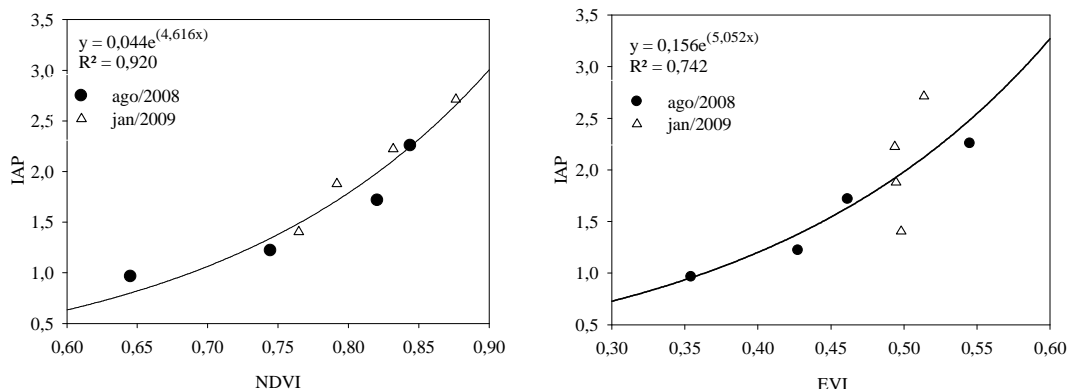 3,5
3,0
2,5
2,0
1,5
1,0
0,5
IAP
y = 0,044e(4,616x)
R² = 0,920
ago/2008
jan/2009
0,60 0,65 0,70 0,75 0,80 0,85 0,90
NDVI
3,5
3,0
2,5
2,0
1,5
1,0
0,5
IAP
y = 0,156e(5,052x)
R² = 0,742
ago/2008
jan/2009
0,30 0,35 0,40 0,45 0,50 0,55 0,60
EVI